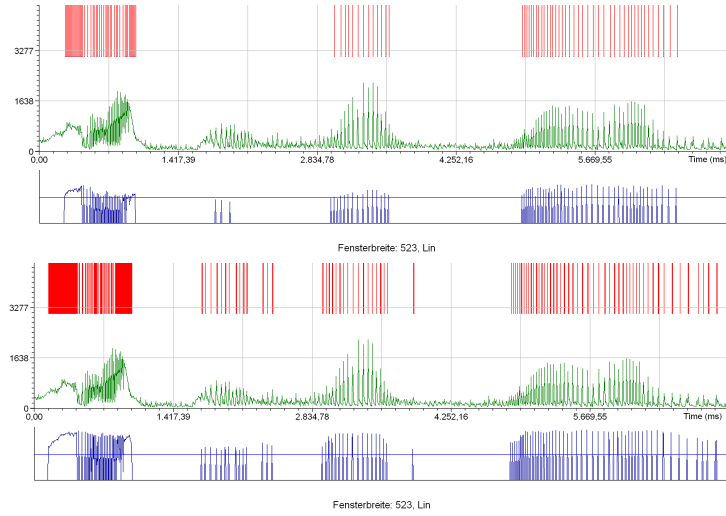 3277
1638
0
0.00 1.417,39 2.834,78 4.252,16 5.669,55 Time (ms)
Fensterbreite: 523, Lin
3277
1638
0
0.00 1.417,39 2.834,78 4.252,16 5.669,55 Time (ms)
Fensterbreite: 523, Lin